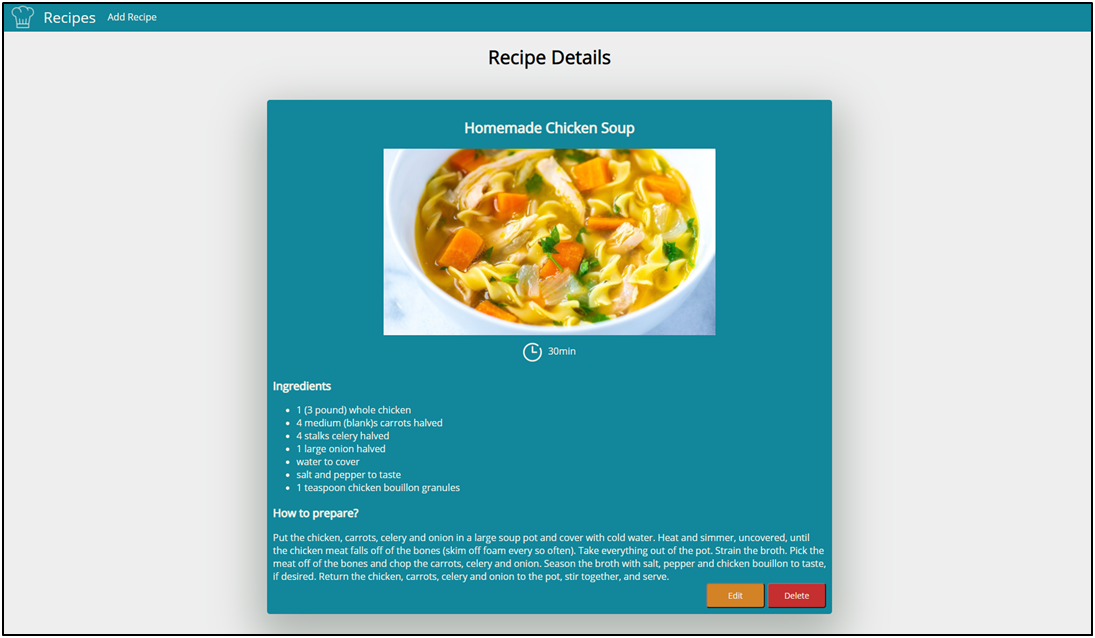 Recipes Add Recipe
Recipe Details
Homemade Chicken Soup
30min
Ingredients
• 1 (3 pound) whole chicken
• 4 medium (blank)s carrots halved
• 4 stalks celery halved
• 1 large onion halved
• water to cover
• salt and pepper to taste
• 1 teaspoon chicken bouillon granules
How to prepare?
Put the chicken, carrots, celery and onion in a large soup pot and cover with cold water. Heat and simmer, uncovered, until
the chicken meat falls off of the bones (skim off foam every so often). Take everything out of the pot. Strain the broth. Pick the
meat off of the bones and chop the carrots, celery and onion. Season the broth with salt, pepper and chicken bouillon to taste,
if desired. Return the chicken, carrots, celery and onion to the pot, stir together, and serve.
Edit Delete